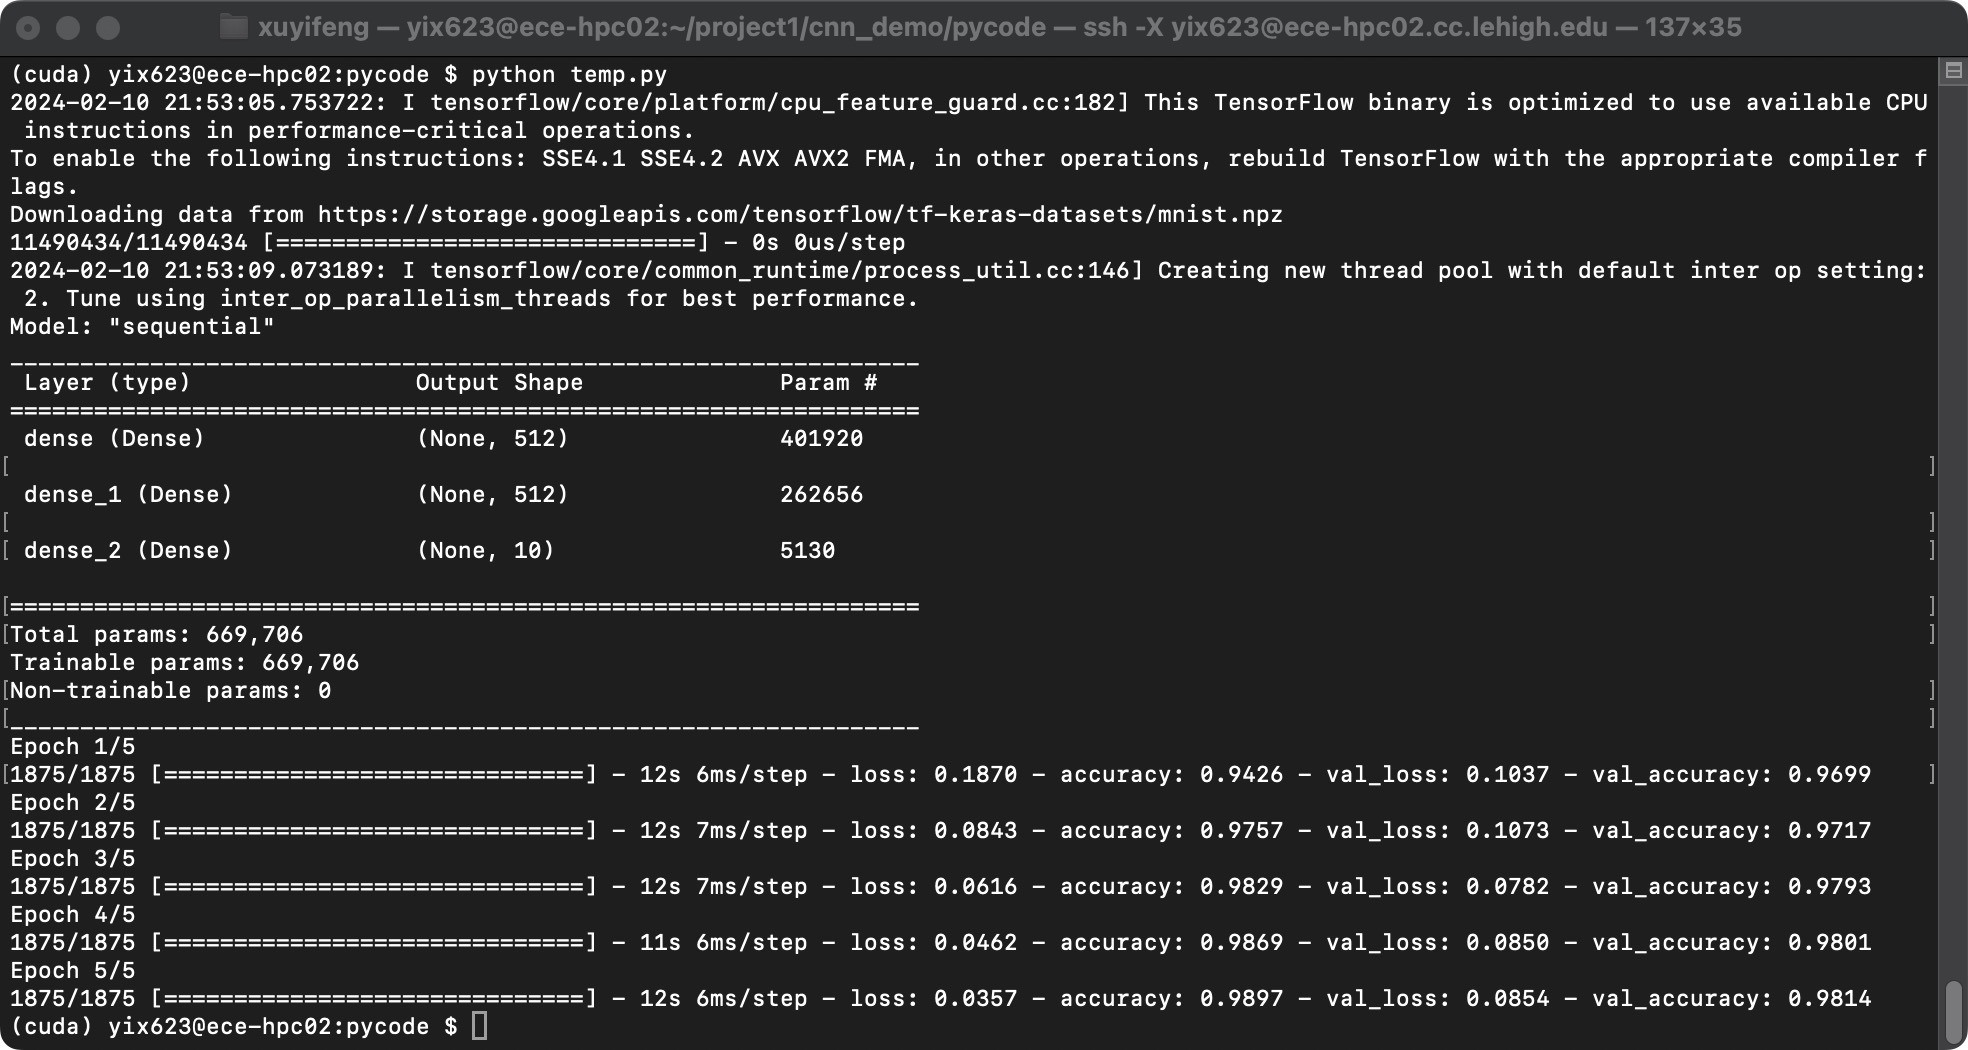 xuyifeng — yix623@ece-hpc02:~/project1/cnn_demo/pycode — ssh -X yix623@ece-hpc02.cc.lehigh.edu — 137×35
(cuda) yix623@ece-hpc02:pycode $ python temp.py
2024-02-10 21:53:05.753722: I tensorflow/core/platform/cpu_feature_guard.cc:182] This TensorFlow binary is optimized to use available CPU
 instructions in performance-critical operations.
To enable the following instructions: SSE4.1 SSE4.2 AVX AVX2 FMA, in other operations, rebuild TensorFlow with the appropriate compiler f
lags.
Downloading data from https://storage.googleapis.com/tensorflow/tf-keras-datasets/mnist.npz
11490434/11490434 [==============================] - 0s 0us/step
2024-02-10 21:53:09.073189: I tensorflow/core/common_runtime/process_util.cc:146] Creating new thread pool with default inter op setting:
 2. Tune using inter_op_parallelism_threads for best performance.
Model: "sequential"
_________________________________________________________________
 Layer (type)                Output Shape              Param #
=================================================================
 dense (Dense)               (None, 512)               401920
 dense_1 (Dense)             (None, 512)               262656
 dense_2 (Dense)             (None, 10)                5130
=================================================================
Total params: 669,706
Trainable params: 669,706
Non-trainable params: 0
_________________________________________________________________
Epoch 1/5
1875/1875 [==============================] - 12s 6ms/step - loss: 0.1870 - accuracy: 0.9426 - val_loss: 0.1037 - val_accuracy: 0.9699
Epoch 2/5
1875/1875 [==============================] - 12s 7ms/step - loss: 0.0843 - accuracy: 0.9757 - val_loss: 0.1073 - val_accuracy: 0.9717
Epoch 3/5
1875/1875 [==============================] - 12s 7ms/step - loss: 0.0616 - accuracy: 0.9829 - val_loss: 0.0782 - val_accuracy: 0.9793
Epoch 4/5
1875/1875 [==============================] - 11s 6ms/step - loss: 0.0462 - accuracy: 0.9869 - val_loss: 0.0850 - val_accuracy: 0.9801
Epoch 5/5
1875/1875 [==============================] - 12s 6ms/step - loss: 0.0357 - accuracy: 0.9897 - val_loss: 0.0854 - val_accuracy: 0.9814
(cuda) yix623@ece-hpc02:pycode $